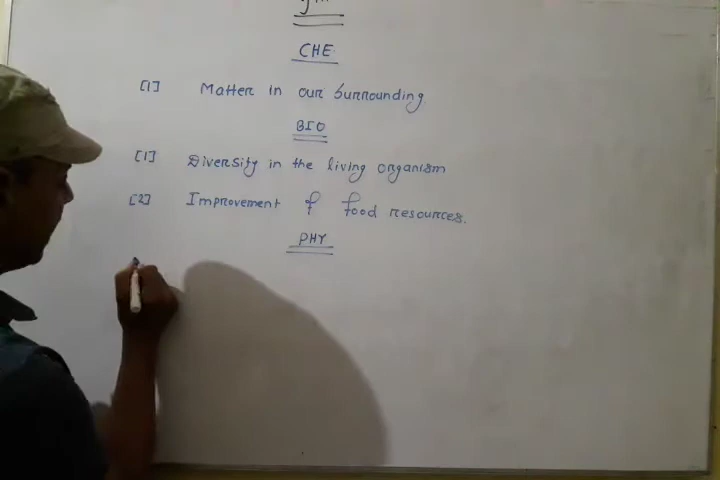 CHE
[1] Matter in our Surrounding
BIO
[1] Diversity in the living organism
[2] Improvement of food resources.
PHY